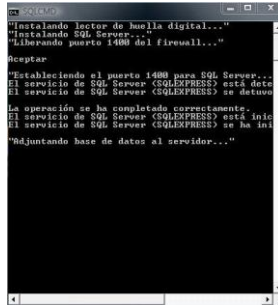 SQLCMD
"Instalando lector de huella digital..."
"Instalando SQL Server..."
"Liberando puerto 1400 del firewall..."
Aceptar
"Estableciendo el puerto 1400 para SQL Server...
El servicio de SQL Server (SQLEXPRESS) está dete
El servicio de SQL Server (SQLEXPRESS) se detuvo
La operación se ha completado correctamente.
El servicio de SQL Server (SQLEXPRESS) está inic
El servicio de SQL Server (SQLEXPRESS) se ha ini
"Adjuntando base de datos al servidor..."